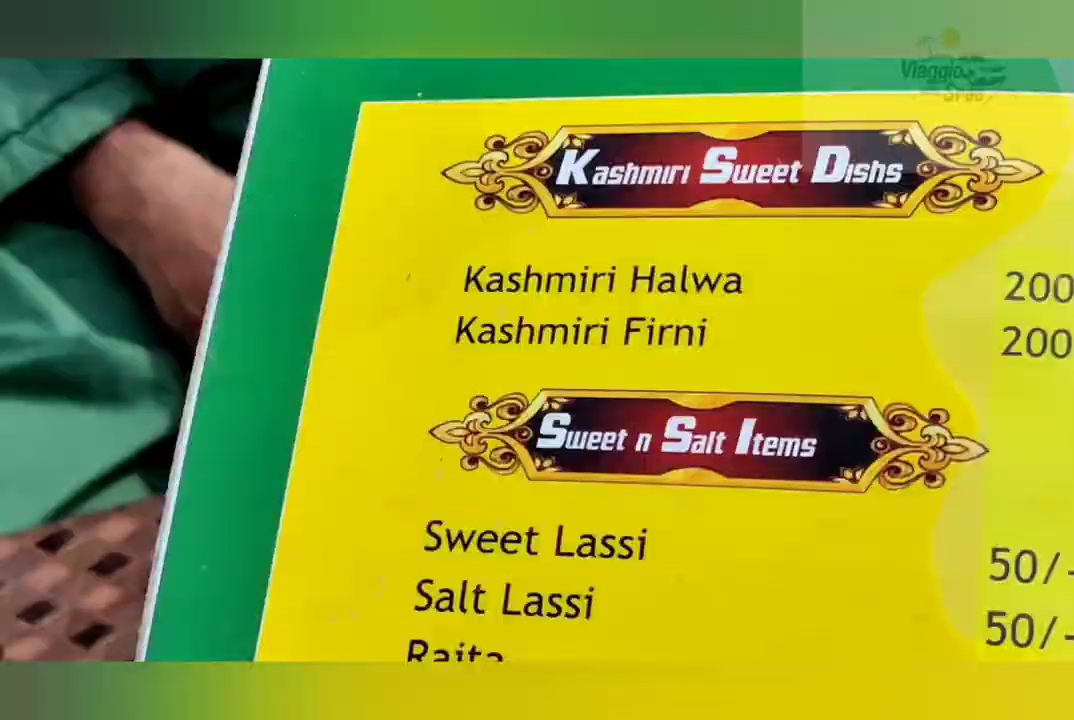 Viaggio
Kashmiri Sweet Dishs
Kashmiri Halwa 200
Kashmiri Firni 200
Sweet n Salt Items
Sweet Lassi 50/-
Salt Lassi 50/-
Raita